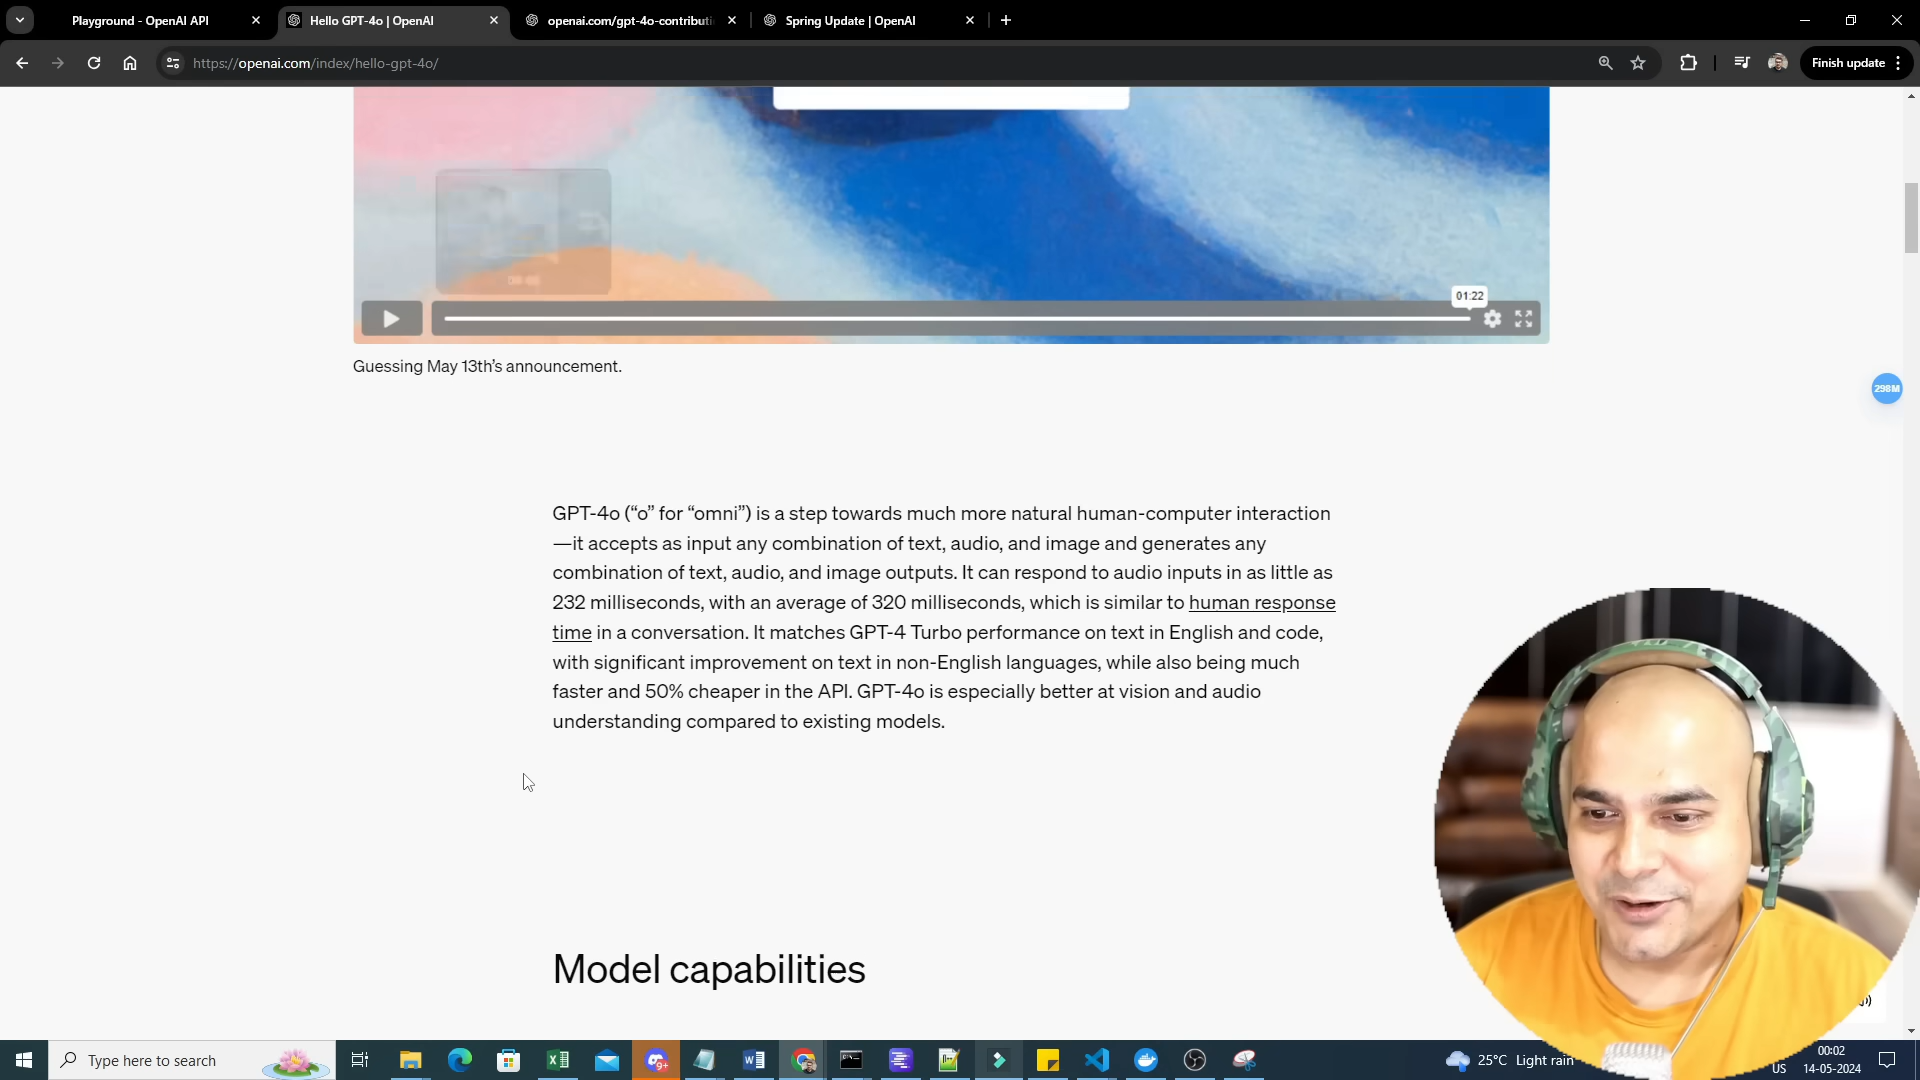 Playground - OpenAI API
Hello GPT-4o | OpenAI
openai.com/gpt-4o-contributi
Spring Update | OpenAI
https://openai.com/index/hello-gpt-4o/
Finish update
01:22
Guessing May 13th’s announcement.
298M
GPT-4o (“o” for “omni”) is a step towards much more natural human-computer interaction
—it accepts as input any combination of text, audio, and image and generates any
combination of text, audio, and image outputs. It can respond to audio inputs in as little as
232 milliseconds, with an average of 320 milliseconds, which is similar to human response
time in a conversation. It matches GPT-4 Turbo performance on text in English and code,
with significant improvement on text in non-English languages, while also being much
faster and 50% cheaper in the API. GPT-4o is especially better at vision and audio
understanding compared to existing models.
Model capabilities
Type here to search
9+
25°C Light rain
US
00:02
14-05-2024